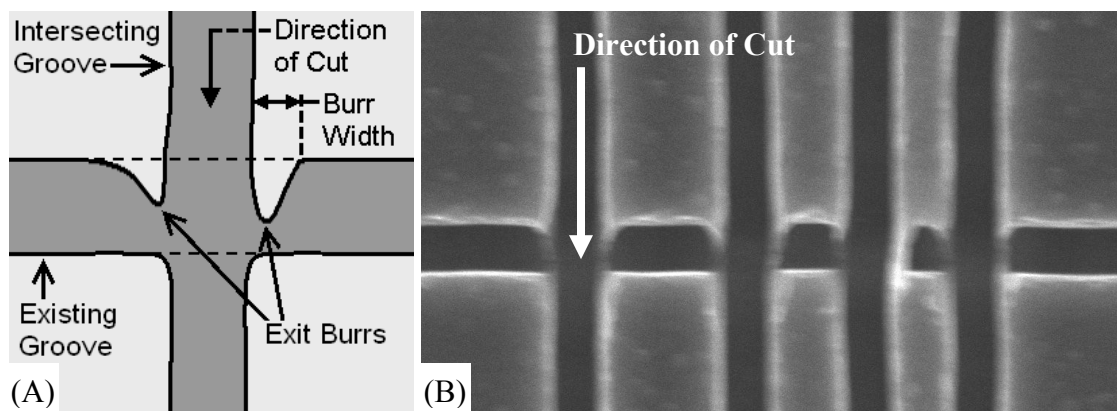 Intersecting
Groove
Direction
of Cut
Burr
Width
Existing
Groove
Exit Burrs
(A)
Direction of Cut
(B)